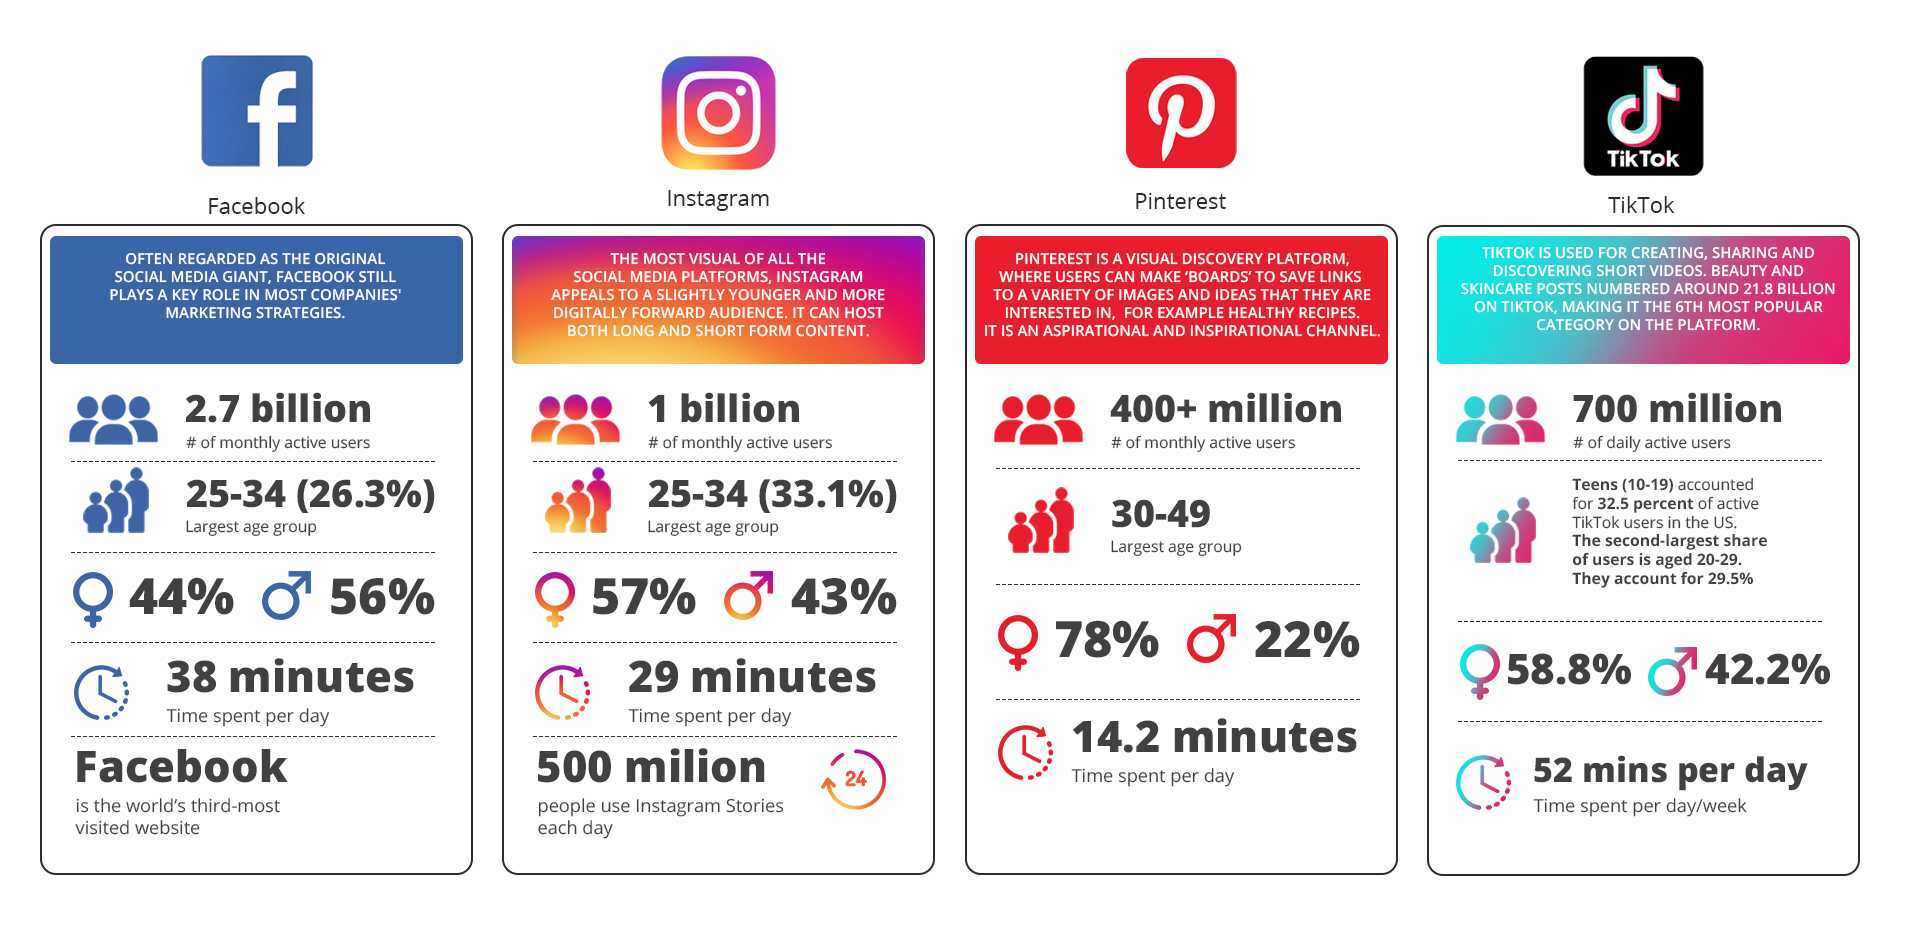 TikTok
Facebook
OFTEN REGARDED AS THE ORIGINAL
SOCIAL MEDIA GIANT, FACEBOOK STILL
PLAYS A KEY ROLE IN MOST COMPANIES'
MARKETING STRATEGIES.
2.7 billion
# of monthly active users
25-34 (26.3%)
Largest age group
44% 56%
38 minutes
Time spent per day
Facebook
is the world's third-most
visited website
Instagram
THE MOST VISUAL OF ALL THE
SOCIAL MEDIA PLATFORMS, INSTAGRAM
APPEALS TO A SLIGHTLY YOUNGER AND MORE
DIGITALLY FORWARD AUDIENCE. IT CAN HOST
BOTH LONG AND SHORT FORM CONTENT.
1 billion
# of monthly active users
25-34 (33.1%)
Largest age group
57% 43%
29 minutes
Time spent per day
500 milion
24
people use Instagram Stories
each day
Pinterest
PINTEREST IS A VISUAL DISCOVERY PLATFORM,
WHERE USERS CAN MAKE ‘BOARDS’ TO SAVE LINKS
TO A VARIETY OF IMAGES AND IDEAS THAT THEY ARE
INTERESTED IN, FOR EXAMPLE HEALTHY RECIPES.
IT IS AN ASPIRATIONAL AND INSPIRATIONAL CHANNEL.
400+ million
# of monthly active users
30-49
Largest age group
78% 22%
14.2 minutes
Time spent per day
TikTok
TIKTOK IS USED FOR CREATING, SHARING AND
DISCOVERING SHORT VIDEOS. BEAUTY AND
SKINCARE POSTS NUMBERED AROUND 21.8 BILLION
ON TIKTOK, MAKING IT THE 6TH MOST POPULAR
CATEGORY ON THE PLATFORM.
700 million
# of daily active users
Teens (10-19) accounted
for 32.5 percent of active
TikTok users in the US.
The second-largest share
of users is aged 20-29.
They account for 29.5%
58.8% 42.2%
52 mins per day
Time spent per day/week